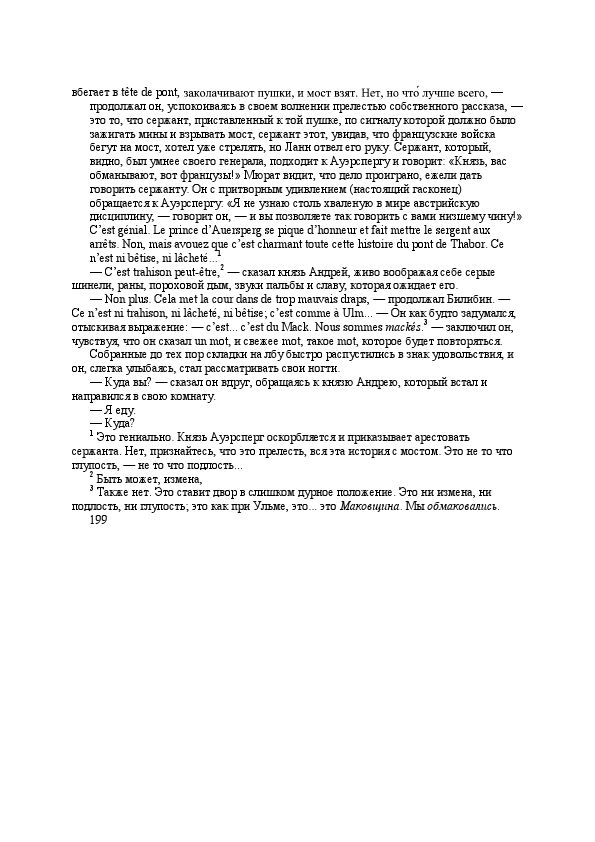 вбегает в tête de pont, заколачивают пушки, и мост взят. Нет, но что́ лучше всего, —
продолжал он, успокоиваясь в своем волнении прелестью собственного рассказа, —
это то, что сержант, приставленный к той пушке, по сигналу которой должно было
зажигать мины и взрывать мост, сержант этот, увидав, что французские войска
бегут на мост, хотел уже стрелять, но Ланн отвел его руку. Сержант, который,
видно, был умнее своего генерала, подходит к Ауэрспергу и говорит: «Князь, вас
обманывают, вот французы!» Мюрат видит, что дело проиграно, ежели дать
говорить сержанту. Он с притворным удивлением (настоящий гасконец)
обращается к Ауэрспергу: «Я не узнаю столь хваленую в мире австрийскую
дисциплину, — говорит он, — и вы позволяете так говорить с вами низшему чину!»
C’est génial. Le prince d’Auersperg se pique d’honneur et fait mettre le sergent aux
arrêts. Non, mais avouez que c’est charmant toute cette histoire du pont de Thabor. Ce
n’est ni bêtise, ni lâcheté...1
— C’est trahison peut-être,2 — сказал князь Андрей, живо воображая себе серые
шинели, раны, пороховой дым, звуки пальбы и славу, которая ожидает его.
— Non plus. Cela met la cour dans de trop mauvais draps, — продолжал Билибин. —
Ce n’est ni trahison, ni lâcheté, ni bêtise; c’est comme à Ulm... — Он как будто задумался,
отыскивая выражение: — c’est... c’est du Mack. Nous sommes mackés.3 — заключил он,
чувствуя, что он сказал un mot, и свежее mot, такое mot, которое будет повторяться.
Собранные до тех пор складки на лбу быстро распустились в знак удовольствия, и
он, слегка улыбаясь, стал рассматривать свои ногти.
— Куда вы? — сказал он вдруг, обращаясь к князю Андрею, который встал и
направился в свою комнату.
— Я еду.
— Куда?
1 Это гениально. Князь Ауэрсперг оскорбляется и приказывает арестовать
сержанта. Нет, признайтесь, что это прелесть, вся эта история с мостом. Это не то что
глупость, — не то что подлость...
2 Быть может, измена,
3 Также нет. Это ставит двор в слишком дурное положение. Это ни измена, ни
подлость, ни глупость; это как при Ульме, это... это Маковщина. Мы обмаковались.
199